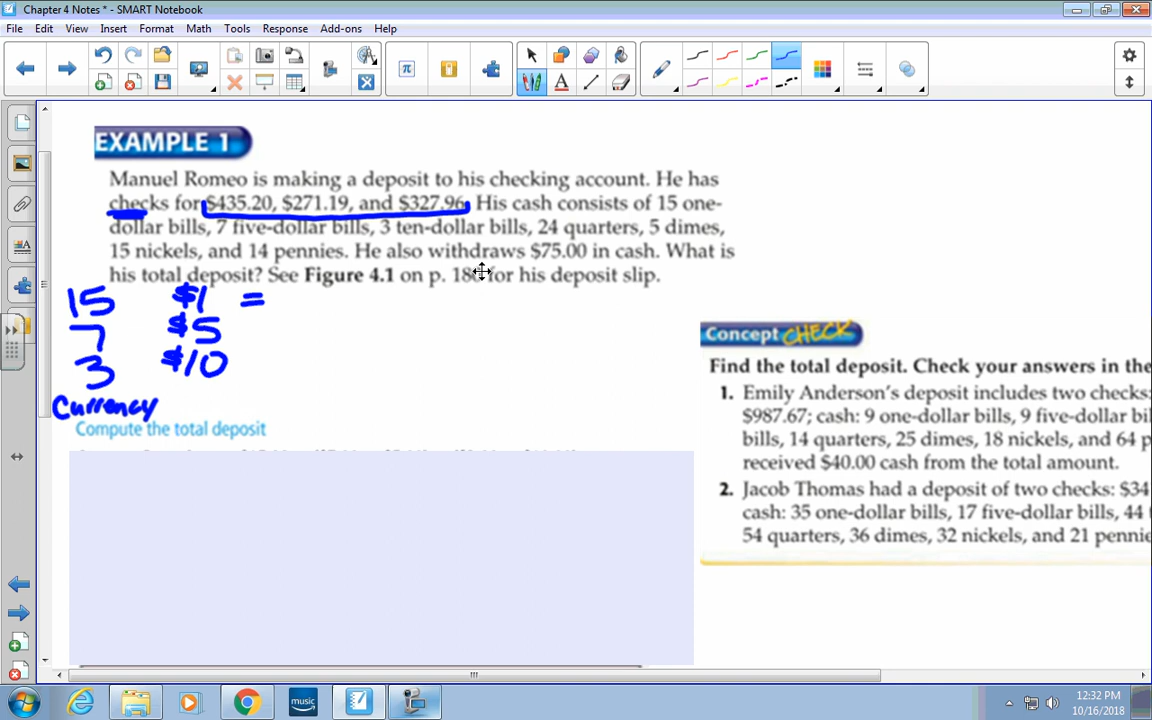 Chapter 4 Notes * - SMART Notebook
File Edit View Insert Format Math Tools Response Add-ons Help
EXAMPLE 1
Manuel Romeo is making a deposit to his checking account. He has
checks for $435.20, $271.19, and $327.96. His cash consists of 15 one-
dollar bills, 7 five-dollar bills, 3 ten-dollar bills, 24 quarters, 5 dimes,
15 nickels, and 14 pennies. He also withdraws $75.00 in cash. What is
his total deposit? See Figure 4.1 on p. for his deposit slip.
15 $1 =
7 $5
3 $10
Currency
Compute the total deposit
Concept CHECK
Find the total deposit. Check your answers in the
1. Emily Anderson's deposit includes two checks:
$987.67; cash: 9 one-dollar bills, 9 five-dollar bi
bills, 14 quarters, 25 dimes, 18 nickels, and 64 p
received $40.00 cash from the total amount.
2. Jacob Thomas had a deposit of two checks: $34
cash: 35 one-dollar bills, 17 five-dollar bills, 44
54 quarters, 36 dimes, 32 nickels, and 21 pennie
music
12:32 PM
10/16/2018